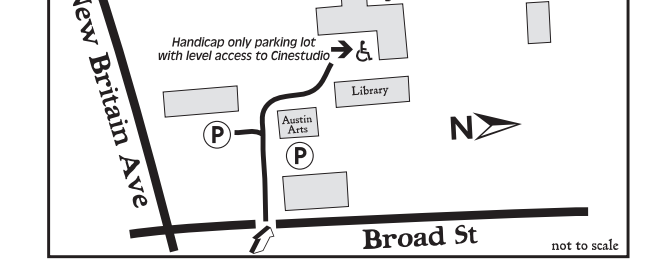 New Britain Ave
Handicap only parking lot
with level access to Cinestudio
Library
Austin
Arts
P
P
N
Broad St
not to scale